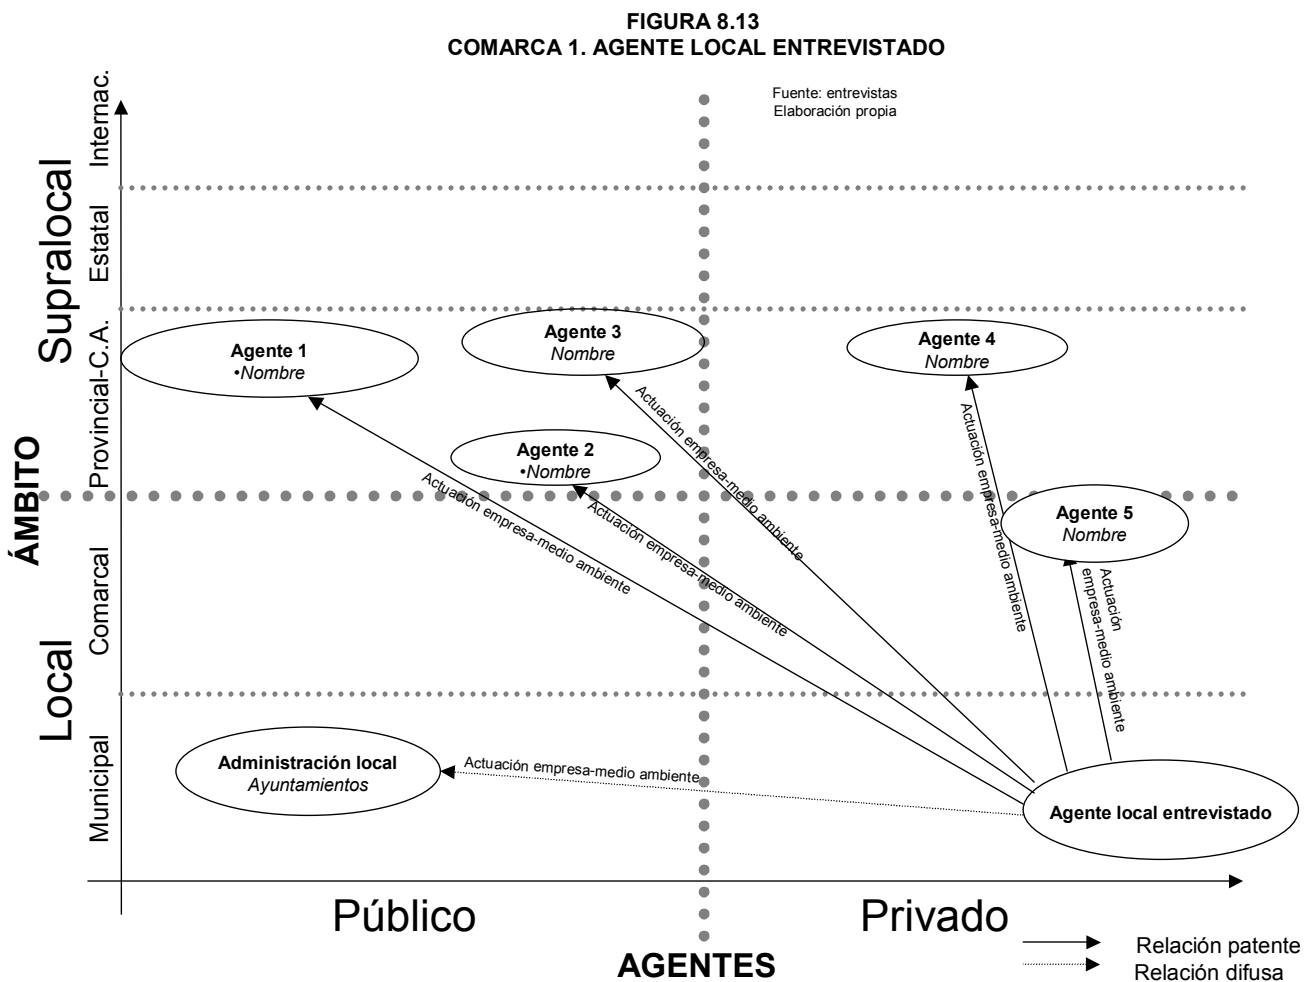 FIGURA 8.13
COMARCA 1. AGENTE LOCAL ENTREVISTADO
Fuente: entrevistas
Elaboración propia
ÁMBITO
Supralocal
Local
Internac.
Estatal
Provincial-C.A.
Comarcal
Municipal
Agente 1
•Nombre
Agente 3
Nombre
Agente 4
Nombre
Agente 2
•Nombre
Agente 5
Nombre
Actuación empresa-medio ambiente
Actuación empresa-medio ambiente
Actuación empresa-medio ambiente
Actuación empresa-medio ambiente
Actuación
empresa-medio ambiente
Administración local
Ayuntamientos
Actuación empresa-medio ambiente
Agente local entrevistado
Público
Privado
AGENTES
Relación patente
Relación difusa